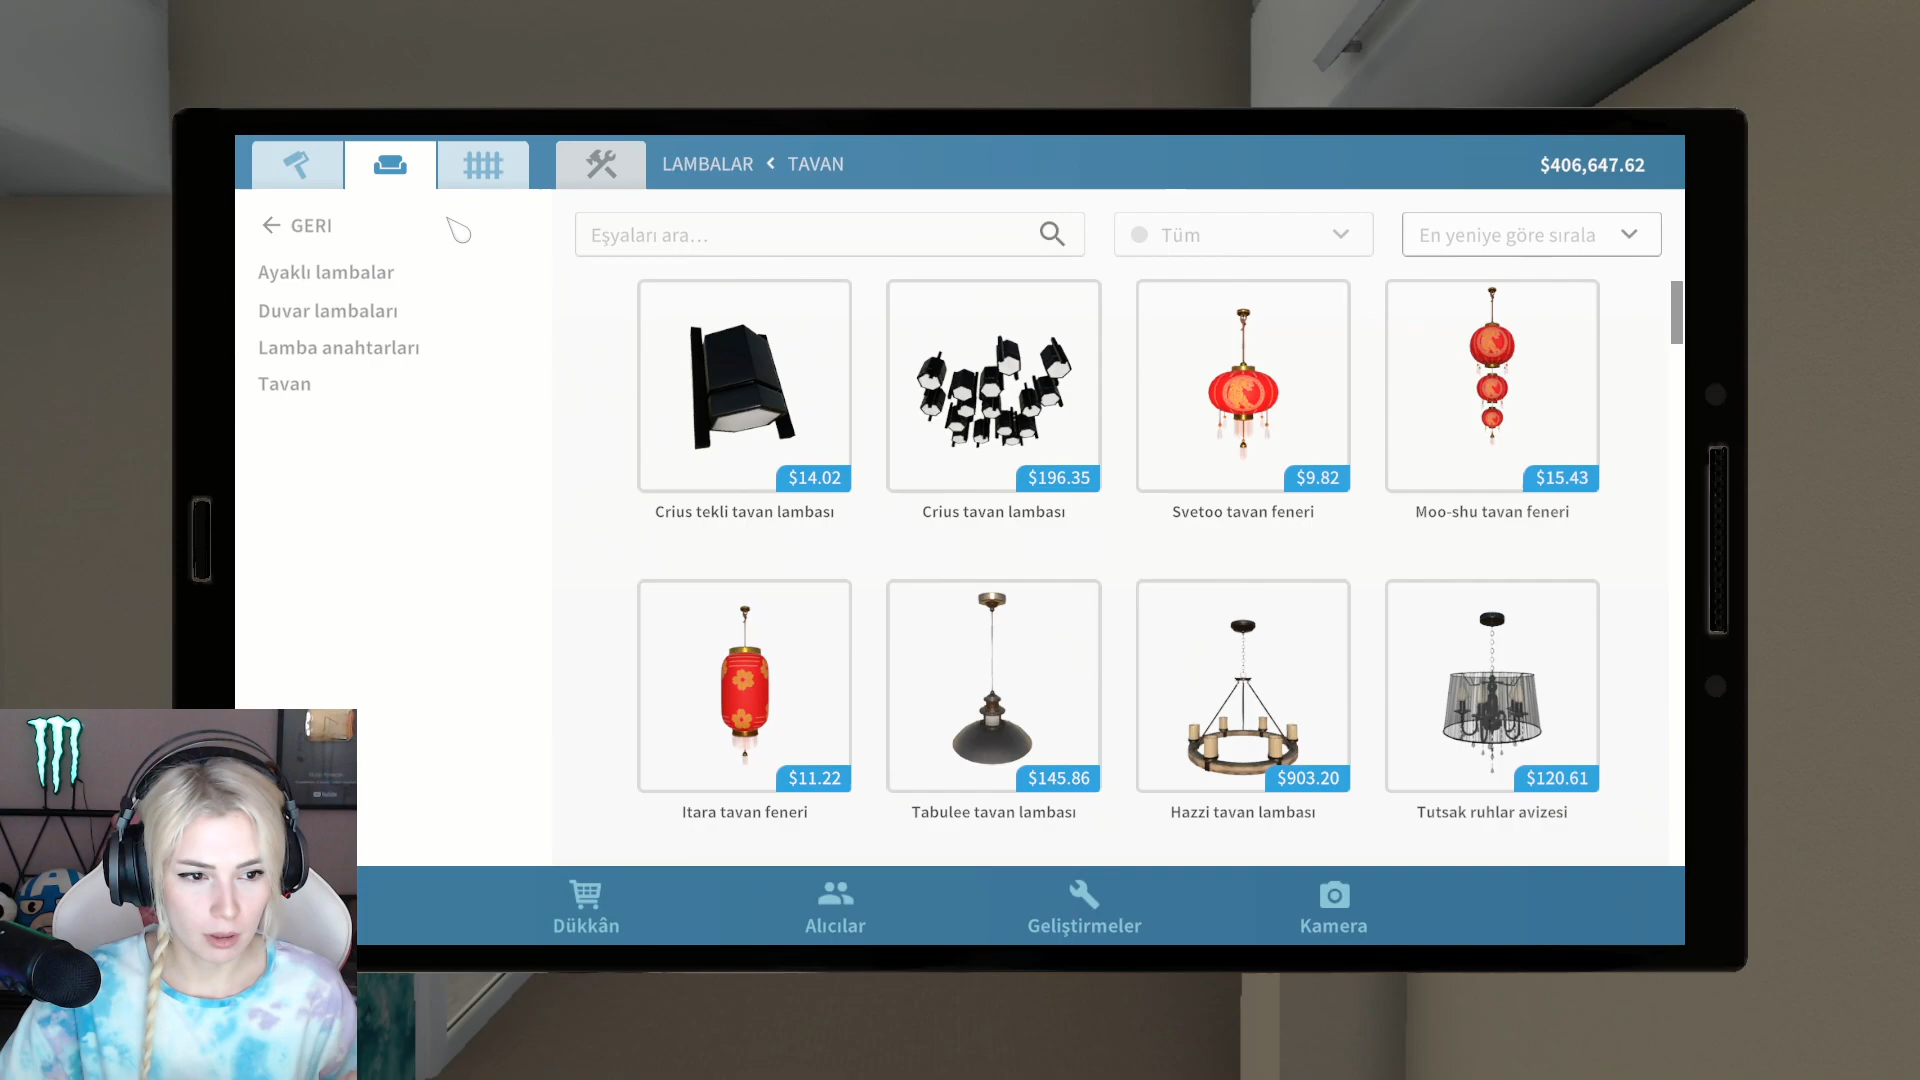 LAMBALAR < TAVAN
$406,647.62
GERI
Eşyaları ara...
Tüm
En yeniye göre sırala
Ayaklı lambalar
Duvar lambaları
Lamba anahtarları
Tavan
$14.02
$196.35
$9.82
$15.43
Crius tekli tavan lambası
Crius tavan lambası
Svetoo tavan feneri
Moo-shu tavan feneri
$11.22
$145.86
$903.20
$120.61
Itara tavan feneri
Tabulee tavan lambası
Hazzi tavan lambası
Tutsak ruhlar avizesi
Dükkân
Alıcılar
Geliştirmeler
Kamera